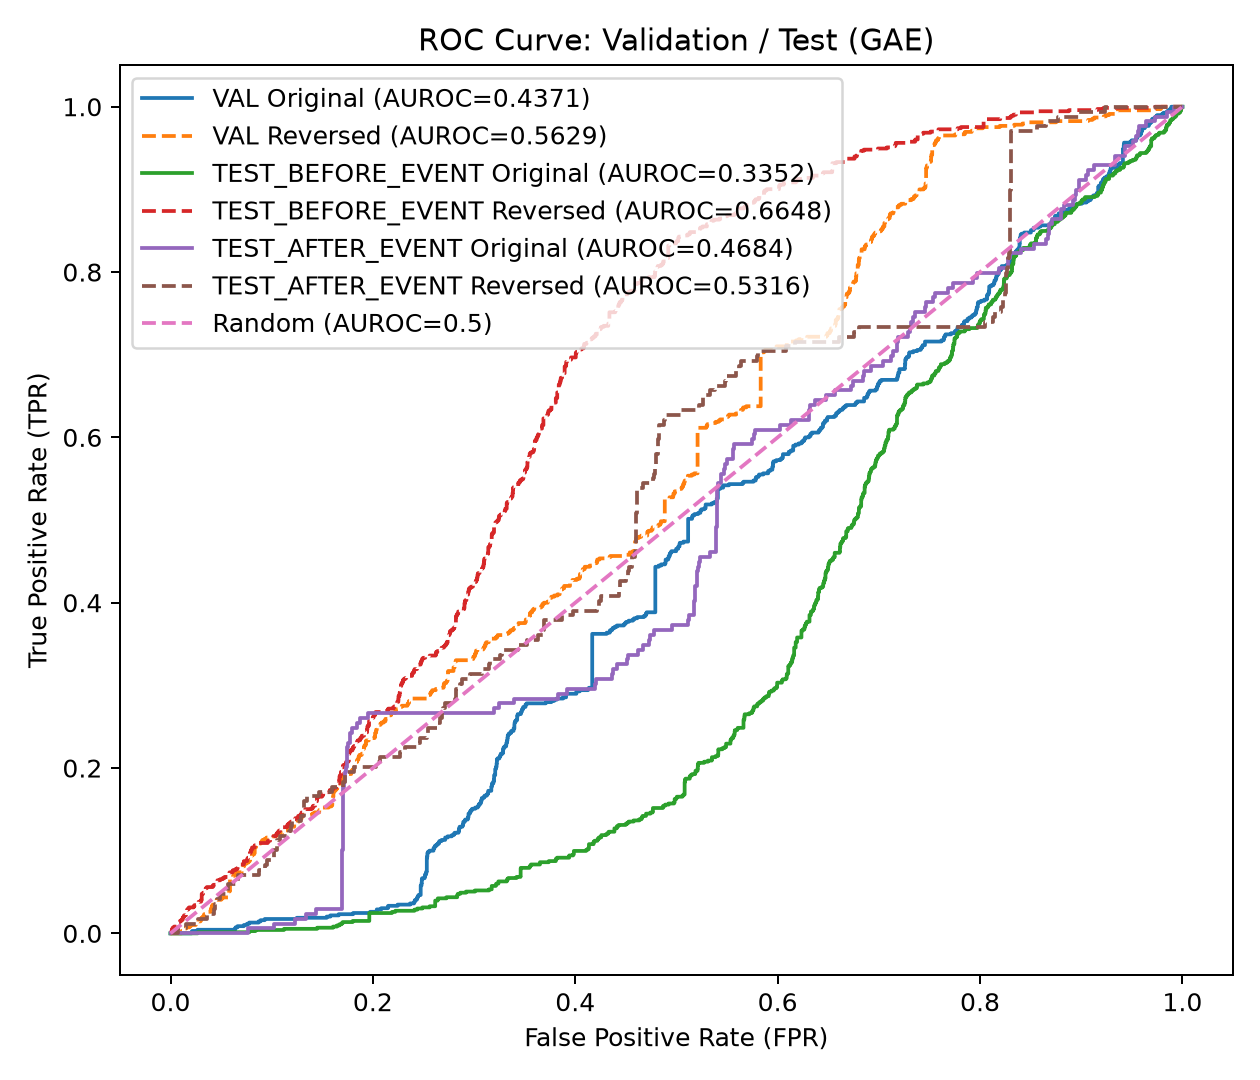 ROC Curve: Validation / Test (GAE)
VAL Original (AUROC=0.4371)
VAL Reversed (AUROC=0.5629)
TEST_BEFORE_EVENT Original (AUROC=0.3352)
TEST_BEFORE_EVENT Reversed (AUROC=0.6648)
TEST_AFTER_EVENT Original (AUROC=0.4684)
TEST_AFTER_EVENT Reversed (AUROC=0.5316)
Random (AUROC=0.5)
True Positive Rate (TPR)
1.0
0.8
0.6
0.4
0.2
0.0
0.0 0.2 0.4 0.6 0.8 1.0
False Positive Rate (FPR)